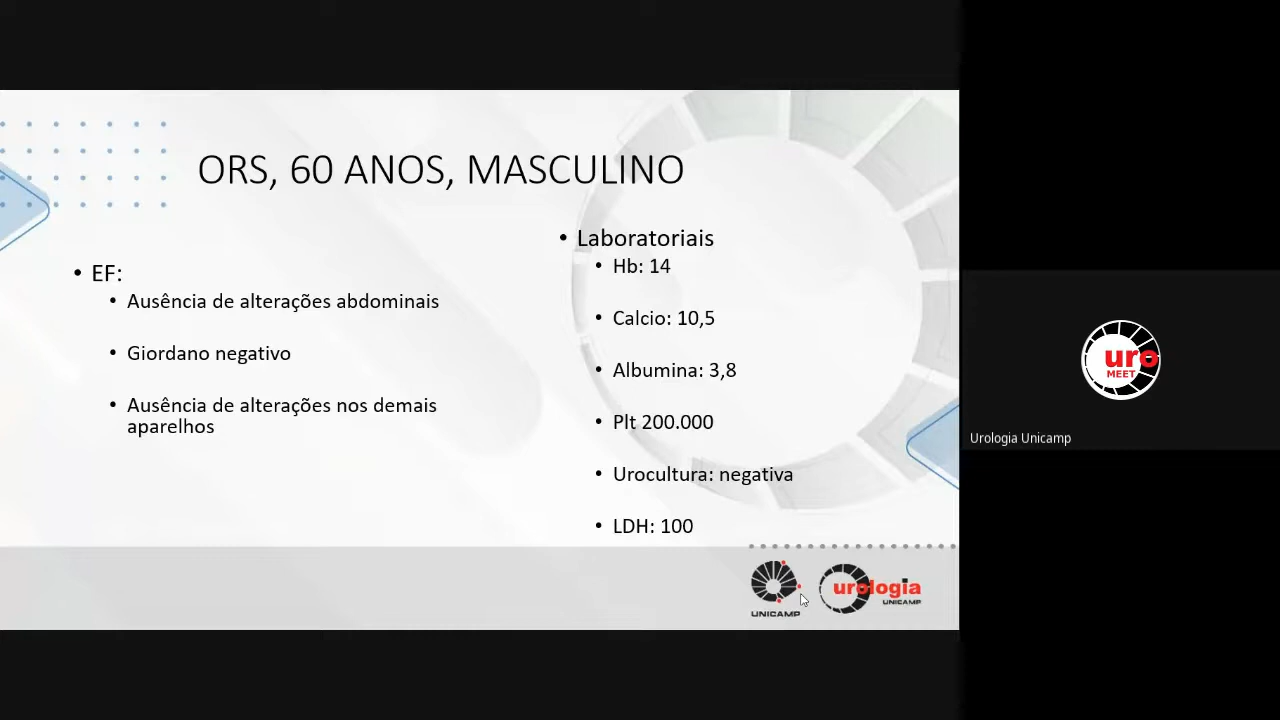 ORS, 60 ANOS, MASCULINO
• EF:
• Ausência de alterações abdominais
• Giordano negativo
• Ausência de alterações nos demais
aparelhos
• Laboratoriais
• Hb: 14
• Calcio: 10,5
• Albumina: 3,8
• Plt 200.000
• Urocultura: negativa
• LDH: 100
UNICAMP
urologia
UNICAMP
uro
MEET
Urologia Unicamp